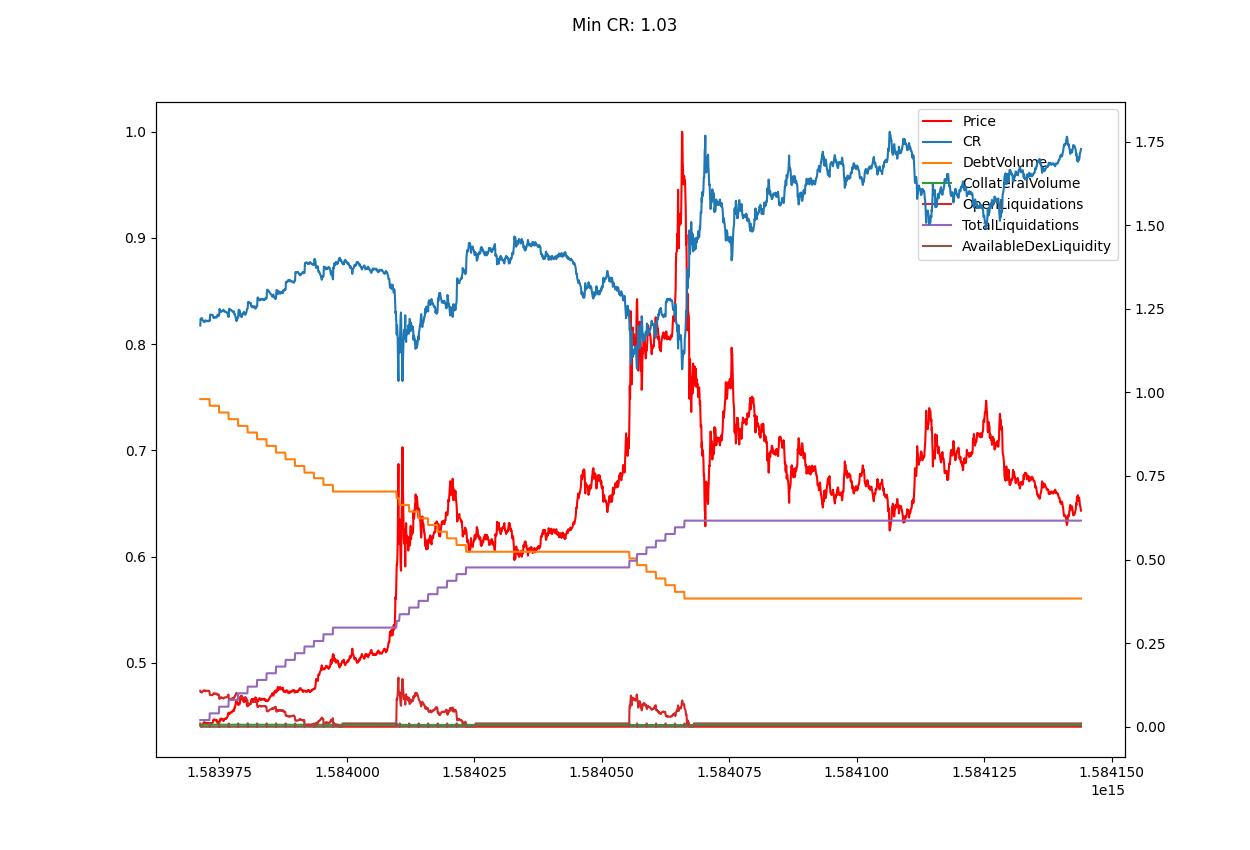 Min CR: 1.03
1.0
0.9
0.8
0.7
0.6
0.5
1.75
1.50
1.25
1.00
0.75
0.50
0.25
0.00
Price
CR
DebtVolume
CollateralVolume
OpenLiquidations
TotalLiquidations
AvailableDexLiquidity
1.583975 1.584000 1.584025 1.584050 1.584075 1.584100 1.584125 1.584150
1e15